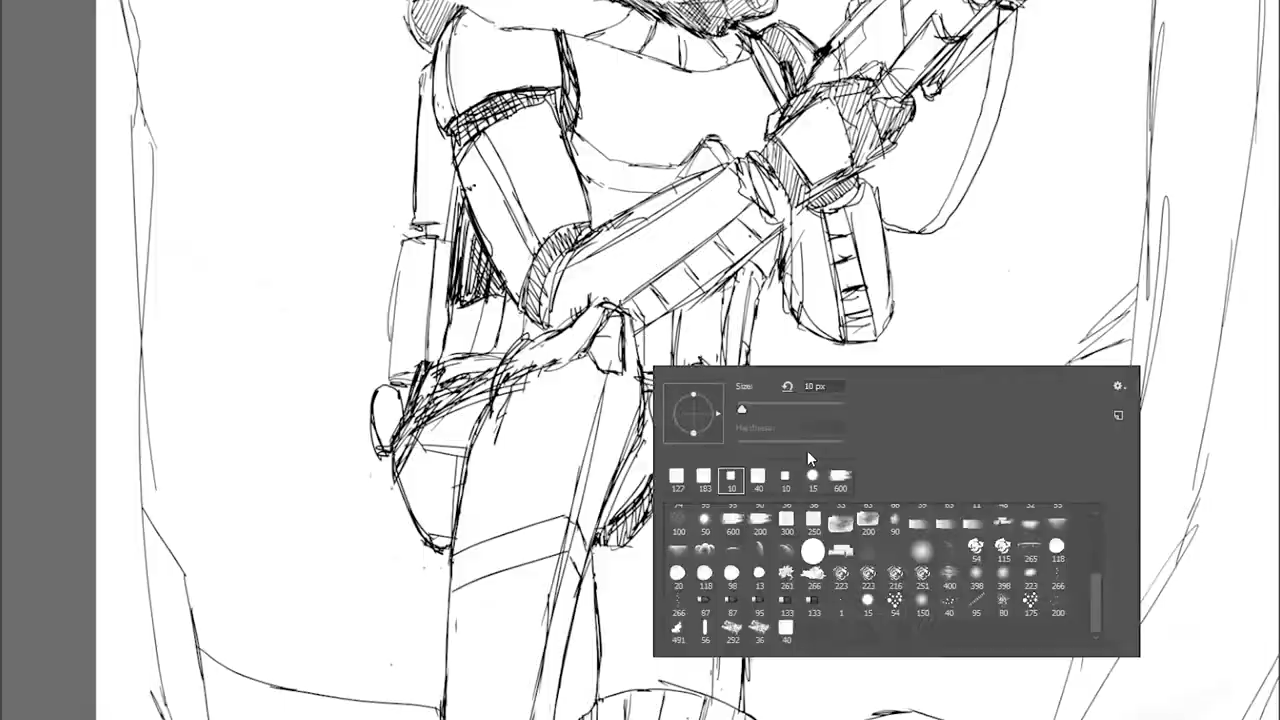 Size: 10 px
Hardness:
127 183 10 40 10 15 600
100 50 600 200 300 250 200 90
54 115 265 118
20 118 98 13 261 266 223 223 216 251 400 398 398 258 266
266 87 87 95 133 133 1 15 54 150 40 95 80 175 200
491 56 292 36 40